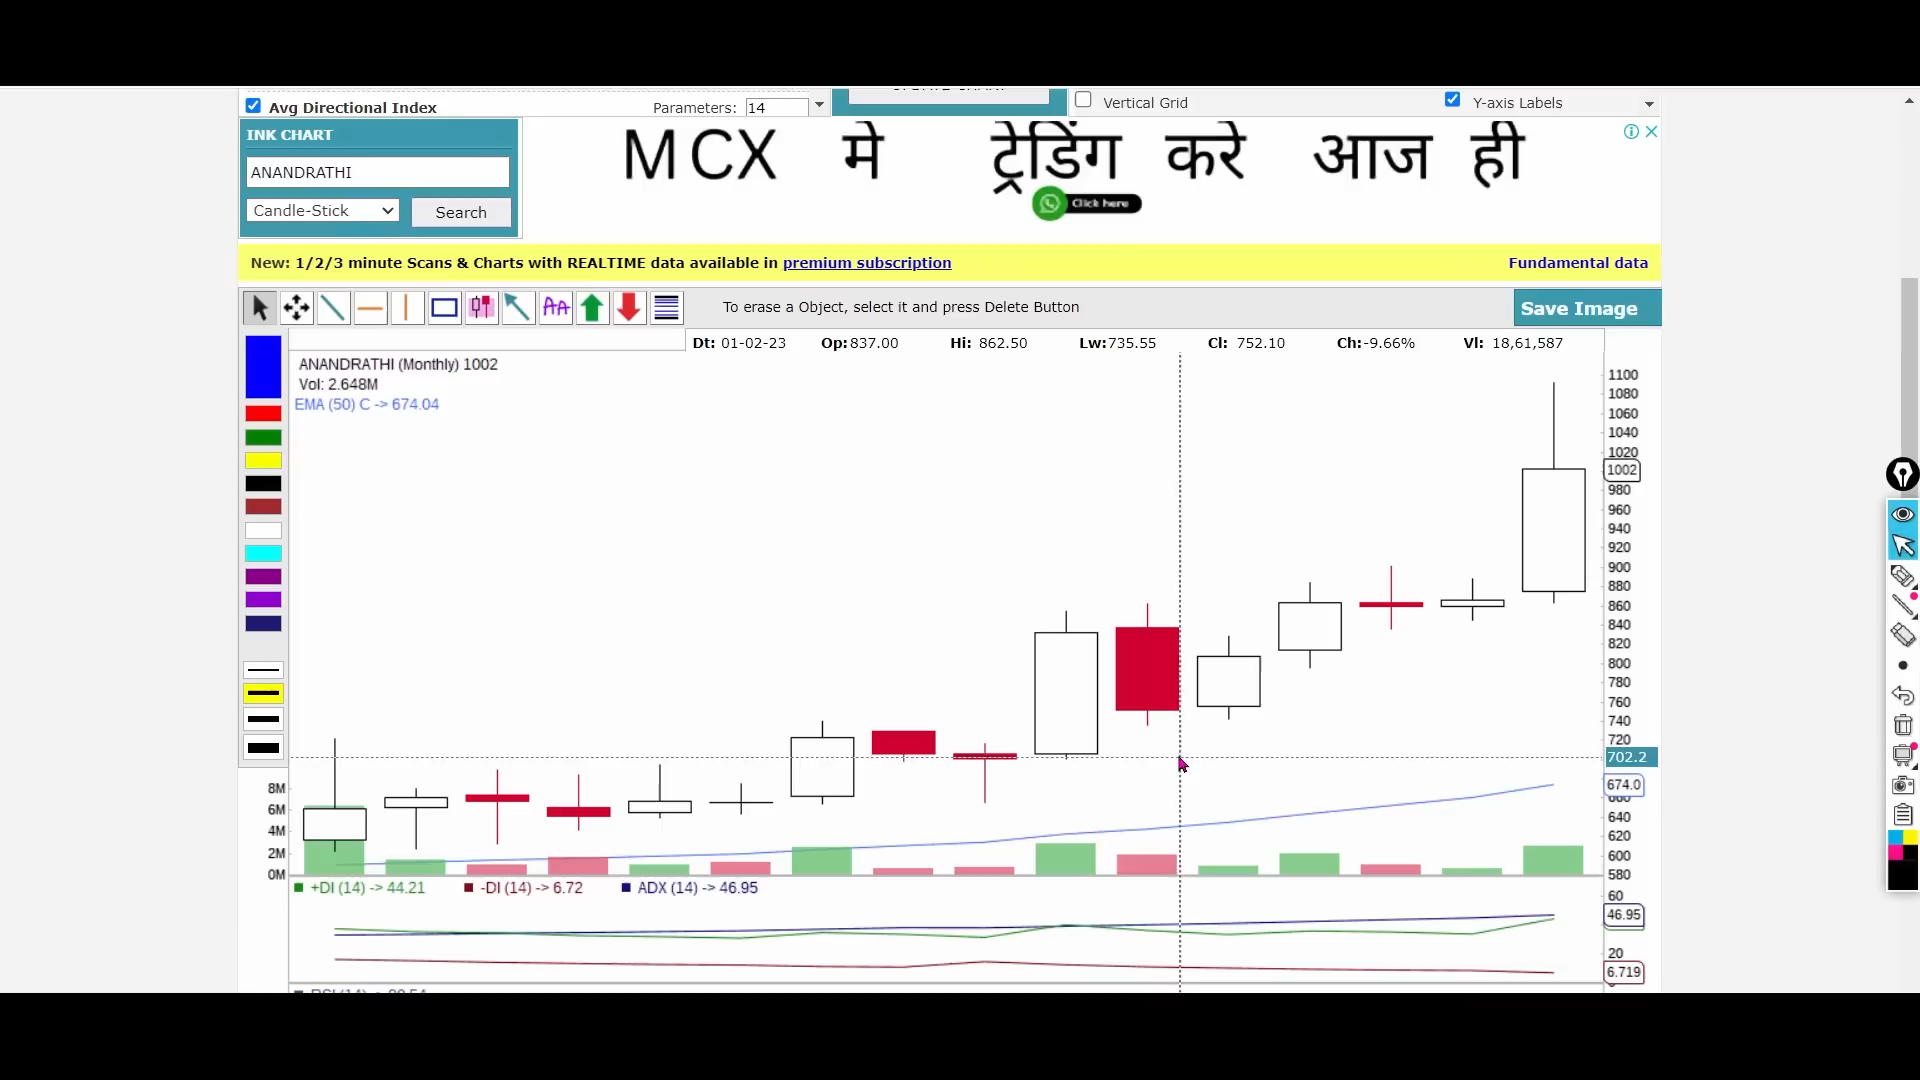 Avg Directional Index Parameters: 14 Vertical Grid Y-axis Labels
INK CHART
ANANDRATHI
Candle-Stick Search
MCX मे ट्रेडिंग करे आज ही
Click here
New: 1/2/3 minute Scans & Charts with REALTIME data available in premium subscription Fundamental data
To erase a Object, select it and press Delete Button
Save Image
Dt: 01-02-23 Op:837.00 Hi: 862.50 Lw:735.55 Cl: 752.10 Ch:-9.66% Vl: 18,61,587
ANANDRATHI (Monthly) 1002
Vol: 2.648M
EMA (50) C -> 674.04
1100
1080
1060
1040
1020
1002
980
960
940
920
900
880
860
840
820
800
780
760
740
720
702.2
674.0
660
640
620
600
580
8M
6M
4M
2M
0M
+DI (14) -> 44.21 -DI (14) -> 6.72 ADX (14) -> 46.95
60
46.95
20
6.719